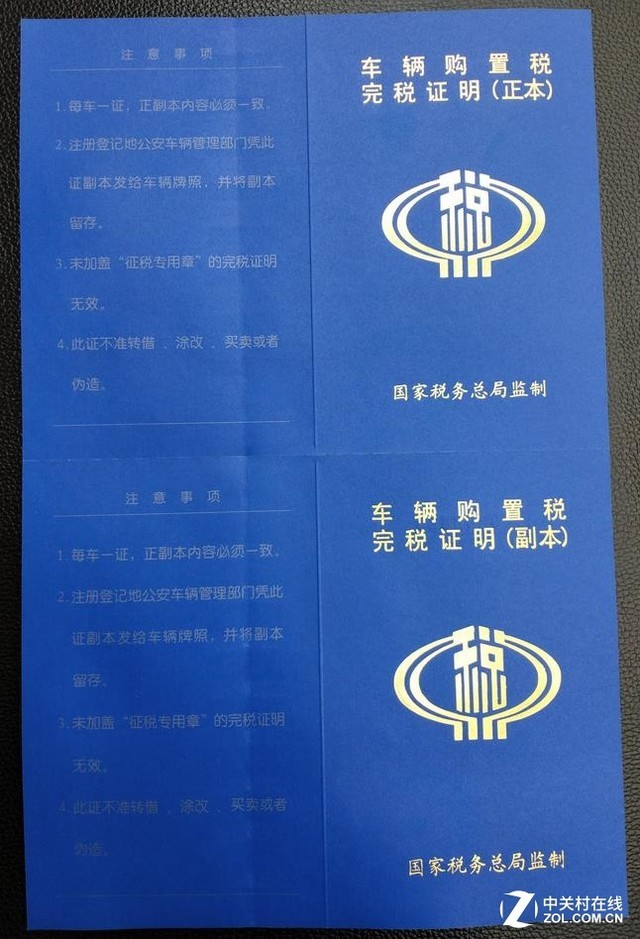 注意事项
1.每车一证，正副本内容必须一致。
2.注册登记地公安车辆管理部门凭此
证副本发给车辆牌照，并将副本
留存。
3.未加盖“征税专用章”的完税证明
无效。
4.此证不准转借、涂改、买卖或者
伪造。
车辆购置税
完税证明(正本)
税
国家税务总局监制
注意事项
1.每车一证，正副本内容必须一致。
2.注册登记地公安车辆管理部门凭此
证副本发给车辆牌照，并将副本
留存。
3.未加盖“征税专用章”的完税证明
无效。
4.此证不准转借、涂改、买卖或者
伪造。
车辆购置税
完税证明(副本)
税
国家税务总局监制
Z 中关村在线
ZOL.COM.CN